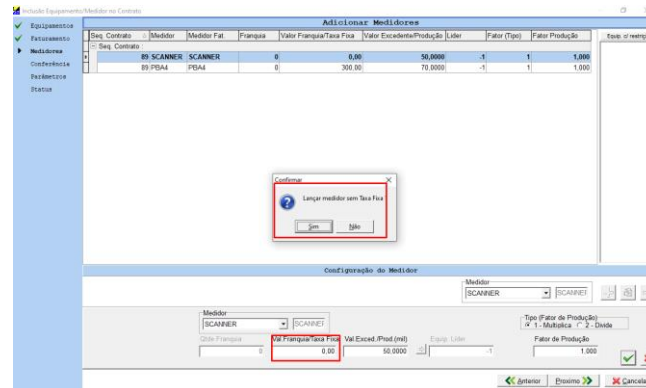 Inclusão Equipamento/Medidor no Contrato
Equipamentos
Faturamento
Medidores
Conferência
Parâmetros
Status
Adicionar Medidores
Seq. Contrato Medidor Medidor Fat. Franquia Valor Franquia/Taxa Fixa Valor Excedente/Produção Lider Fator (Tipo) Fator Produção
Seq. Contrato :
89 SCANNER SCANNER 0 0,00 50,0000 -1 1 1,000
89 PBA4 PBA4 0 300,00 70,0000 -1 1 1,000
Equip. c/
Confirmar
Lançar medidor sem Taxa Fixa
Sim Não
Configuração do Medidor
Medidor
SCANNER SCANNER
Medidor
SCANNER SCANNER
Tipo (Fator de Produção)
1 - Multiplica 2 - Divide
Qtde Franquia Val.Franquia/Taxa Fixa Val.Exced./Prod.(mil) Equip. Lider Fator de Produção
0 0,00 50,0000 -1 1,000
Anterior Proximo Cancela